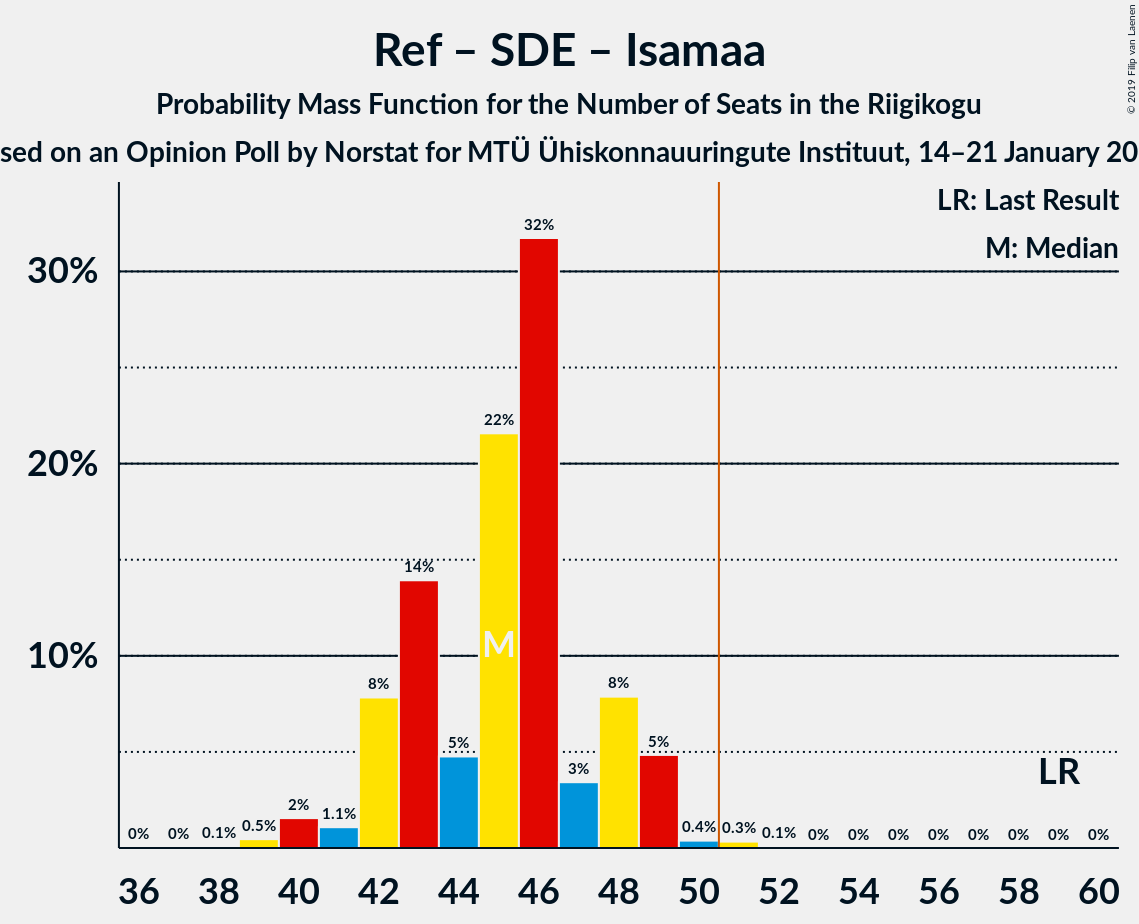 Ref – SDE – Isamaa
Probability Mass Function for the Number of Seats in the Riigikogu
sed on an Opinion Poll by Norstat for MTÜ Ühiskonnauuringute Instituut, 14–21 January 20
© 2019 Filip van Laenen
LR: Last Result
M: Median
30%
20%
10%
0% 0% 0.1% 0.5% 2% 1.1% 8% 14% 5% 22% 32% 3% 8% 5% 0.4% 0.3% 0.1% 0% 0% 0% 0% 0% 0% 0% 0%
M
LR
36 38 40 42 44 46 48 50 52 54 56 58 60